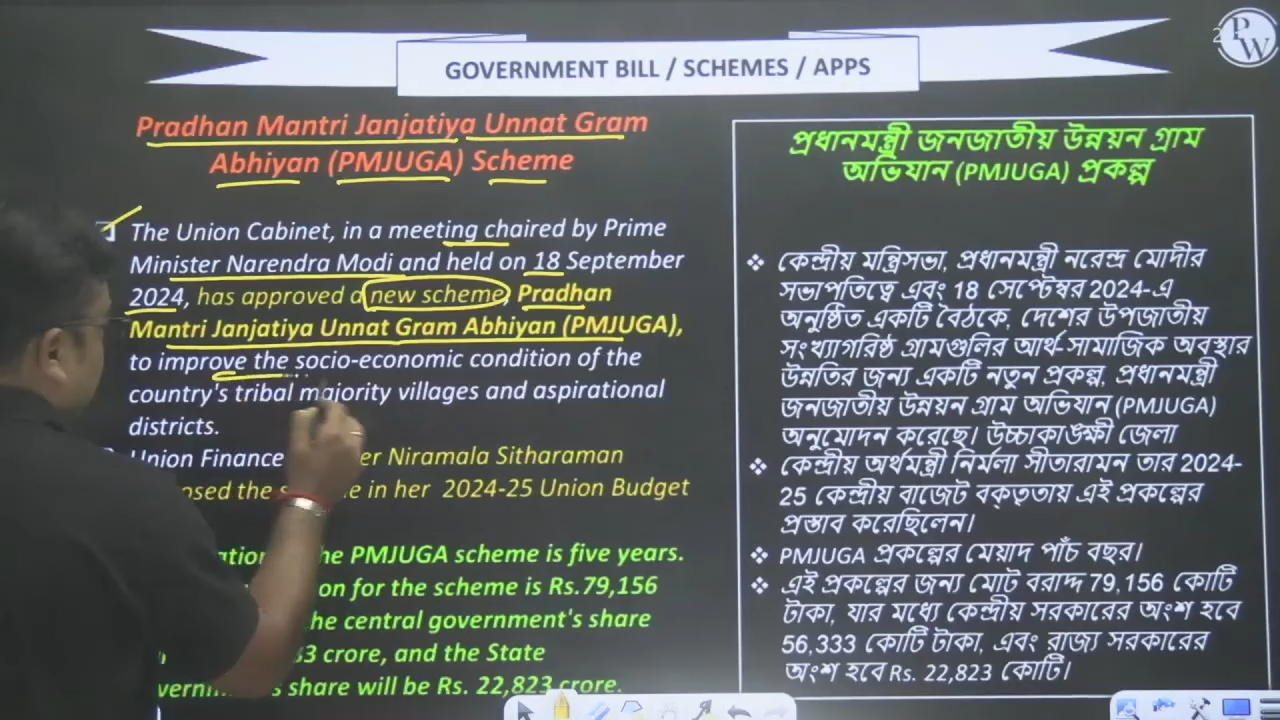 GOVERNMENT BILL / SCHEMES / APPS
PW
Pradhan Mantri Janjatiya Unnat Gram
Abhiyan (PMJUGA) Scheme
The Union Cabinet, in a meeting chaired by Prime
Minister Narendra Modi and held on 18 September
2024, has approved a new scheme, Pradhan
Mantri Janjatiya Unnat Gram Abhiyan (PMJUGA),
to improve the socio-economic condition of the
country's tribal majority villages and aspirational
districts.
Union Finance Niramala Sitharaman
the in her 2024-25 Union Budget
the PMJUGA scheme is five years.
for the scheme is Rs.79,156
the central government's share
crore, and the State
share will be Rs. 22,823 crore.
প্রধানমন্ত্রী জনজাতীয় উন্নয়ন গ্রাম
অভিযান (PMJUGA) প্রকল্প
কেন্দ্রীয় মন্ত্রিসভা, প্রধানমন্ত্রী নরেন্দ্র মোদীর
সভাপতিত্বে এবং 18 সেপ্টেম্বর 2024-এ
অনুষ্ঠিত একটি বৈঠকে, দেশের উপজাতীয়
সংখ্যাগরিষ্ঠ গ্রামগুলির আর্থ-সামাজিক অবস্থার
উন্নতির জন্য একটি নতুন প্রকল্প, প্রধানমন্ত্রী
জনজাতীয় উন্নয়ন গ্রাম অভিযান (PMJUGA)
অনুমোদন করেছে। উচ্চাকাঙ্ক্ষী জেলা
কেন্দ্রীয় অর্থমন্ত্রী নির্মলা সীতারামন তার 2024-
25 কেন্দ্রীয় বাজেট বক্তৃতায় এই প্রকল্পের
প্রস্তাব করেছিলেন।
PMJUGA প্রকল্পের মেয়াদ পাঁচ বছর।
এই প্রকল্পের জন্য মোট বরাদ্দ 79,156 কোটি
টাকা, যার মধ্যে কেন্দ্রীয় সরকারের অংশ হবে
56,333 কোটি টাকা, এবং রাজ্য সরকারের
অংশ হবে Rs. 22,823 কোটি।